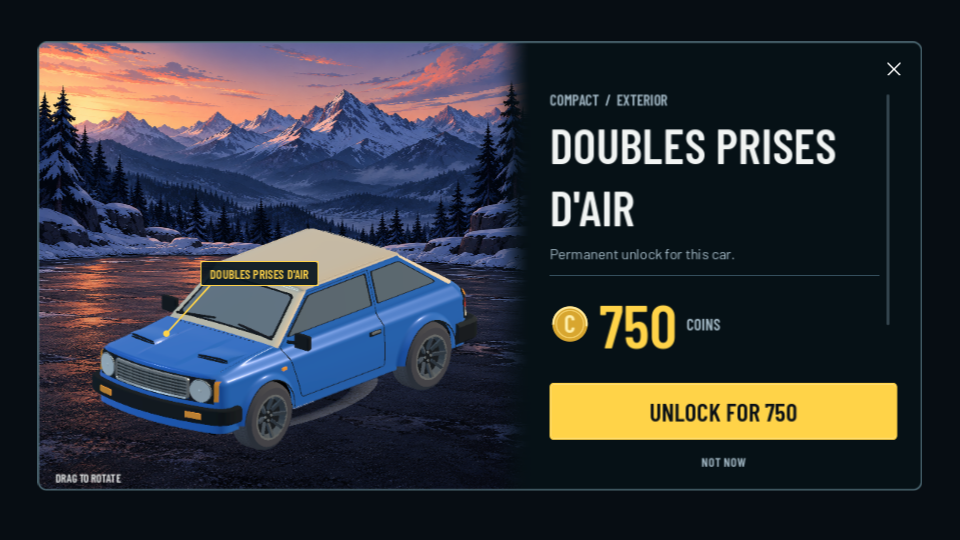 COMPACT / EXTERIOR
DOUBLES PRISES
D'AIR
Permanent unlock for this car.
C 750 COINS
UNLOCK FOR 750
NOT NOW
DOUBLES PRISES D'AIR
DRAG TO ROTATE